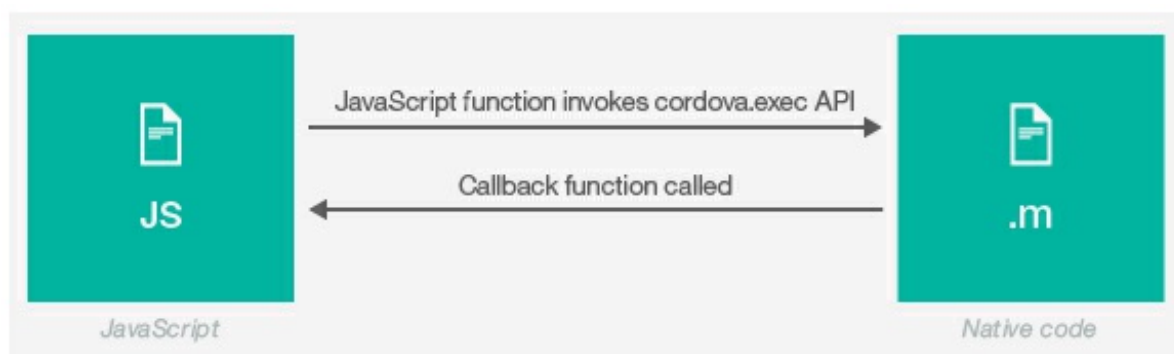 JavaScript function invokes cordova.exec API
Callback function called
JS
.m
JavaScript
Native code